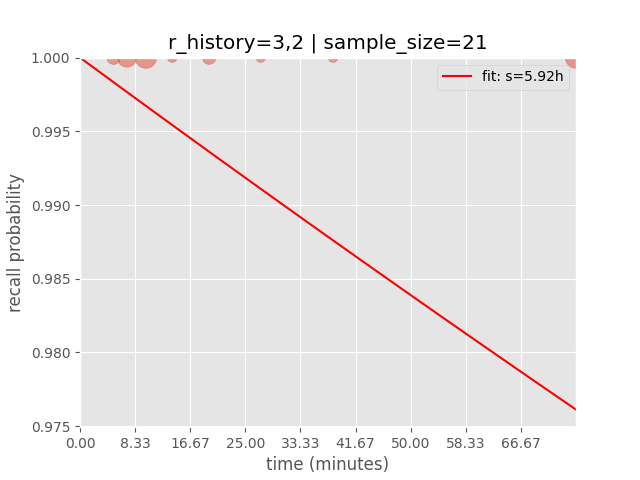 r_history=3,2 | sample_size=21
fit: s=5.92h
recall probability
1.000
0.995
0.990
0.985
0.980
0.975
0.00 8.33 16.67 25.00 33.33 41.67 50.00 58.33 66.67
time (minutes)